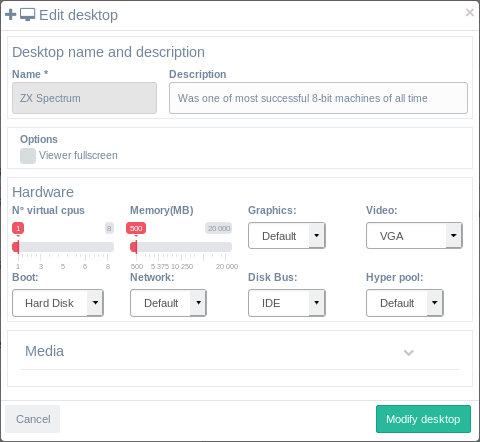 Edit desktop ×
Desktop name and description
Name * Description
ZX Spectrum Was one of most successful 8-bit machines of all time
Options
Viewer fullscreen
Hardware
Nº virtual cpus Memory(MB) Graphics: Video:
1 8 500 20 000
Default VGA
1 3 5 6 8 500 5 375 10 250 20 000
Boot: Network: Disk Bus: Hyper pool:
Hard Disk Default IDE Default
Media
Cancel Modify desktop